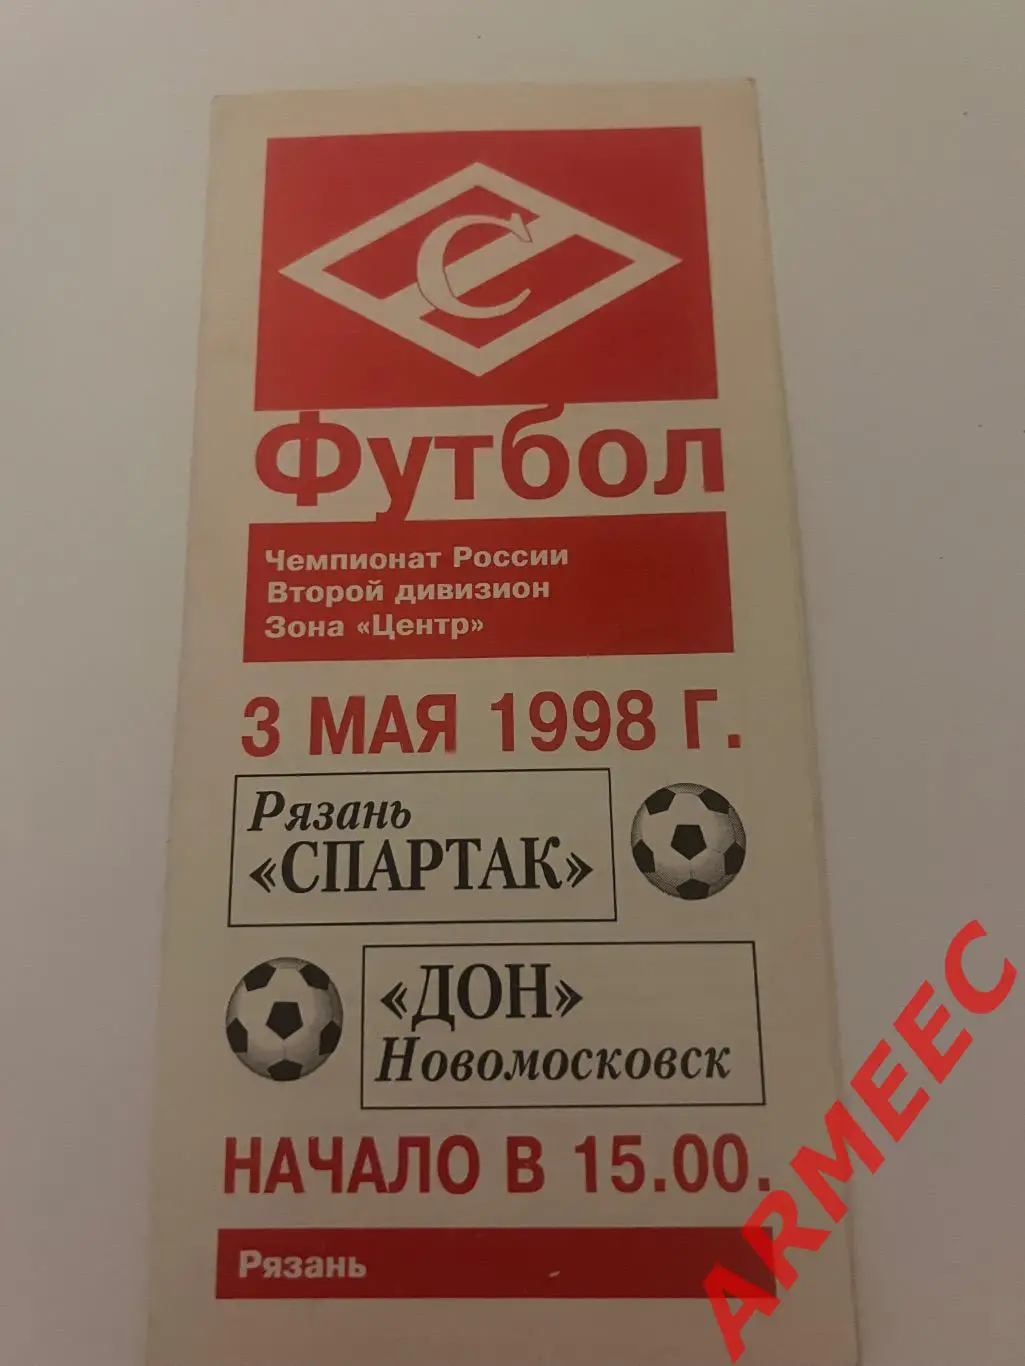 С
Футбол
Чемпионат России
Второй дивизион
Зона «Центр»
3 МАЯ 1998 Г.
Рязань
«СПАРТАК»
«ДОН»
Новомосковск
НАЧАЛО В 15.00.
Рязань
ARMEEC